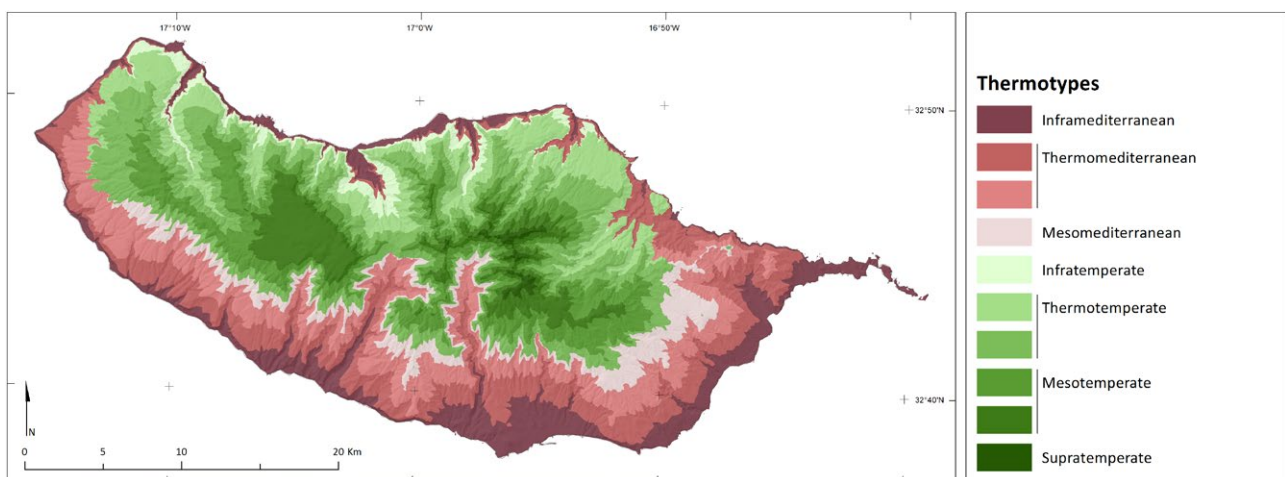 17°10'W 17°0'W 16°50'W
32°50'N
32°40'N
N
0 5 10 20 Km
Thermotypes
Inframediterranean
Thermomediterranean
Mesomediterranean
Infratemperate
Thermotemperate
Mesotemperate
Supratemperate